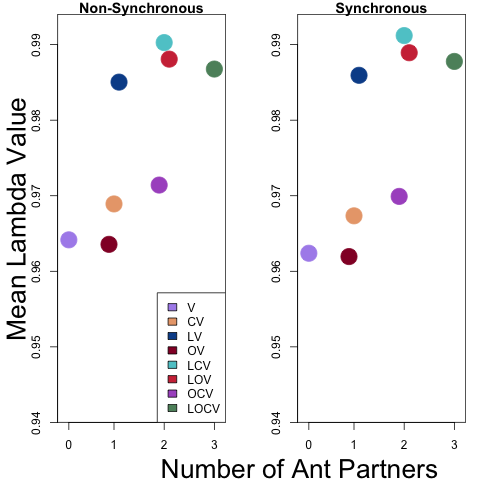 Non-Synchronous
Synchronous
Mean Lambda Value
0.99
0.98
0.97
0.96
0.95
0.94
0.99
0.98
0.97
0.96
0.95
0.94
V
CV
LV
OV
LCV
LOV
OCV
LOCV
0 1 2 3
0 1 2 3
Number of Ant Partners